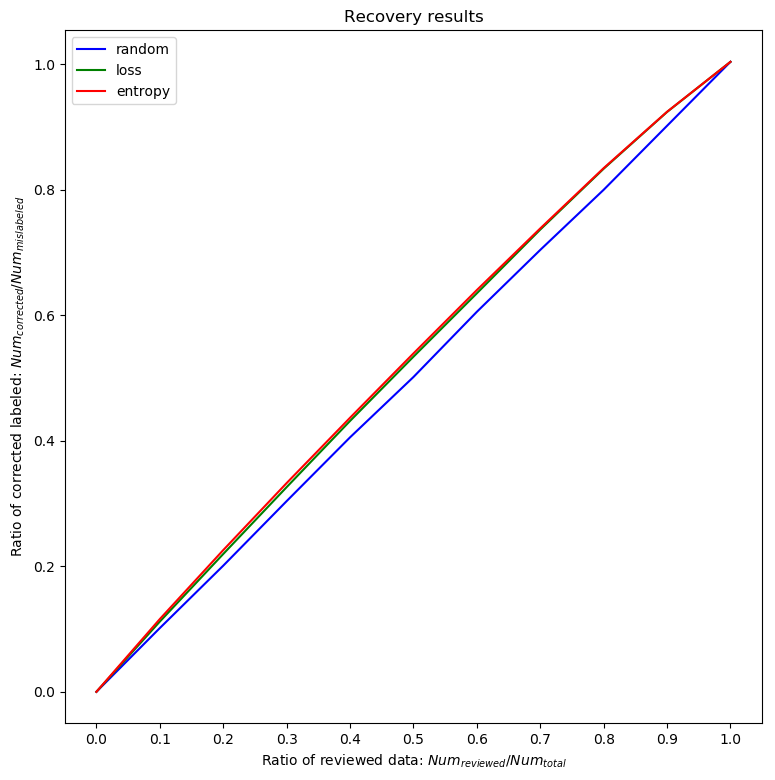 Recovery results
random
loss
entropy
1.0
0.8
0.6
0.4
0.2
0.0
Ratio of corrected labeled: Num_corrected/Num_mislabeled
0.0 0.1 0.2 0.3 0.4 0.5 0.6 0.7 0.8 0.9 1.0
Ratio of reviewed data: Num_reviewed/Num_total